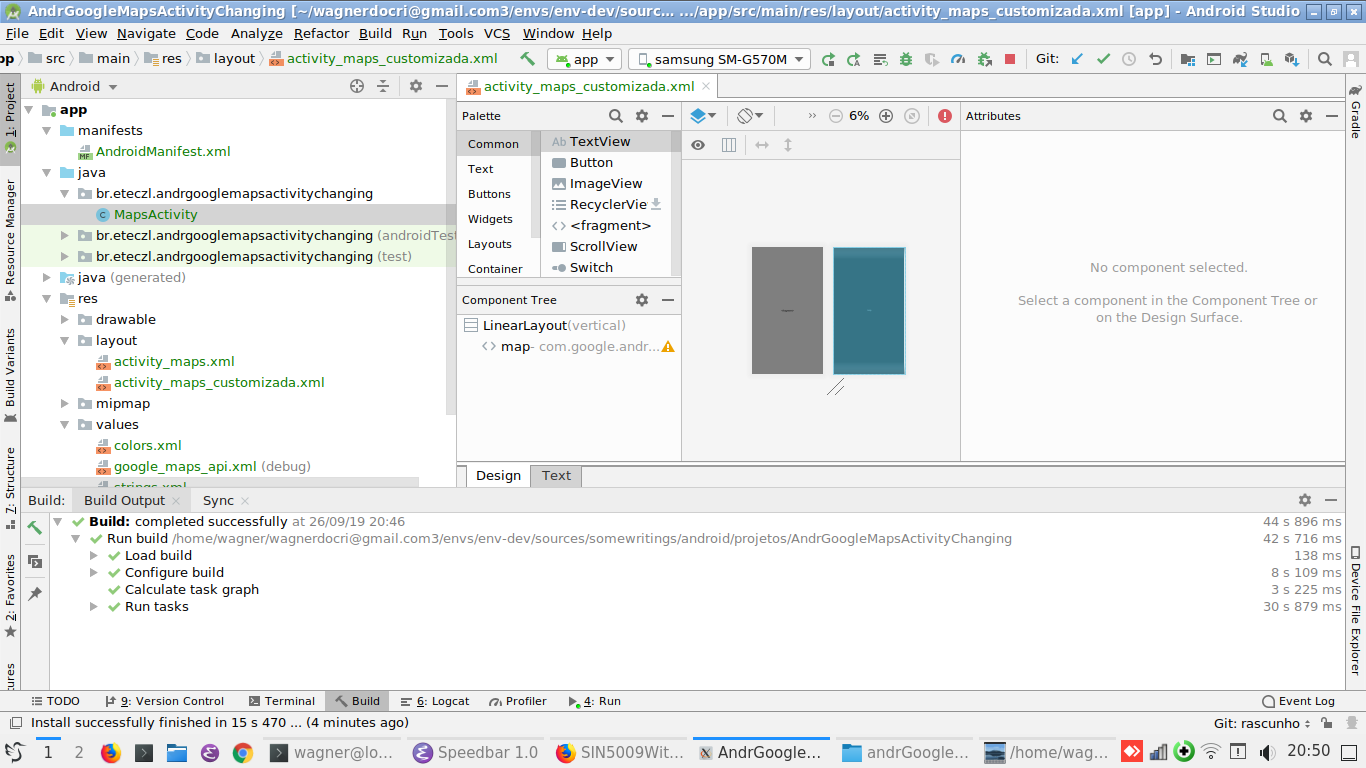 AndrGoogleMapsActivityChanging [~/wagnerdocri@gmail.com3/envs/env-dev/sourc... .../app/src/main/res/layout/activity_maps_customizada.xml [app] - Android Studio
File Edit View Navigate Code Analyze Refactor Build Run Tools VCS Window Help
pp src main res layout activity_maps_customizada.xml app samsung SM-G570M Git:
1: Project
Resource Manager
Build Variants
7: Structure
2: Favorites
Android
app
manifests
AndroidManifest.xml
java
br.eteczl.andrgooglemapsactivitychanging
MapsActivity
br.eteczl.andrgooglemapsactivitychanging (androidTest
br.eteczl.andrgooglemapsactivitychanging (test)
java (generated)
res
drawable
layout
activity_maps.xml
activity_maps_customizada.xml
mipmap
values
colors.xml
google_maps_api.xml (debug)
strings.xml
activity_maps_customizada.xml
Palette
Common
Text
Buttons
Widgets
Layouts
Container
Ab TextView
Button
ImageView
RecyclerVie
<fragment>
ScrollView
Switch
Component Tree
LinearLayout(vertical)
map- com.google.andr...
6%
Attributes
No component selected.
Select a component in the Component Tree or
on the Design Surface.
Design Text
Gradle
Device File Explorer
Build: Build Output Sync
Build: completed successfully at 26/09/19 20:46 44 s 896 ms
Run build /home/wagner/wagnerdocri@gmail.com3/envs/env-dev/sources/somewritings/android/projetos/AndrGoogleMapsActivityChanging 42 s 716 ms
Load build 138 ms
Configure build 8 s 109 ms
Calculate task graph 3 s 225 ms
Run tasks 30 s 879 ms
TODO 9: Version Control Terminal Build 6: Logcat Profiler 4: Run Event Log
Install successfully finished in 15 s 470 ... (4 minutes ago) Git: rascunho
1 2 wagner@lo... Speedbar 1.0 SIN5009Wit... AndrGoogle... andrGoogle... /home/wag... 20:50